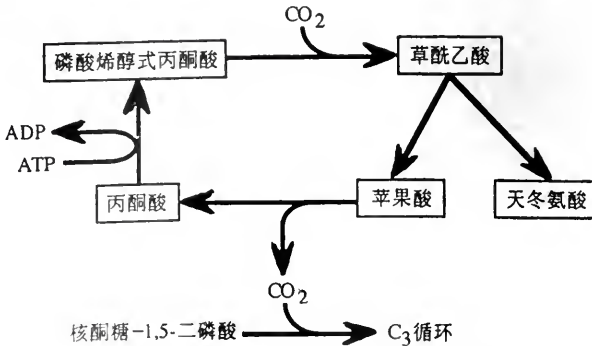 CO₂
磷酸烯醇式丙酮酸
草酰乙酸
ADP
ATP
丙酮酸
苹果酸
天冬氨酸
CO₂
核酮糖-1,5-二磷酸
C₃循环